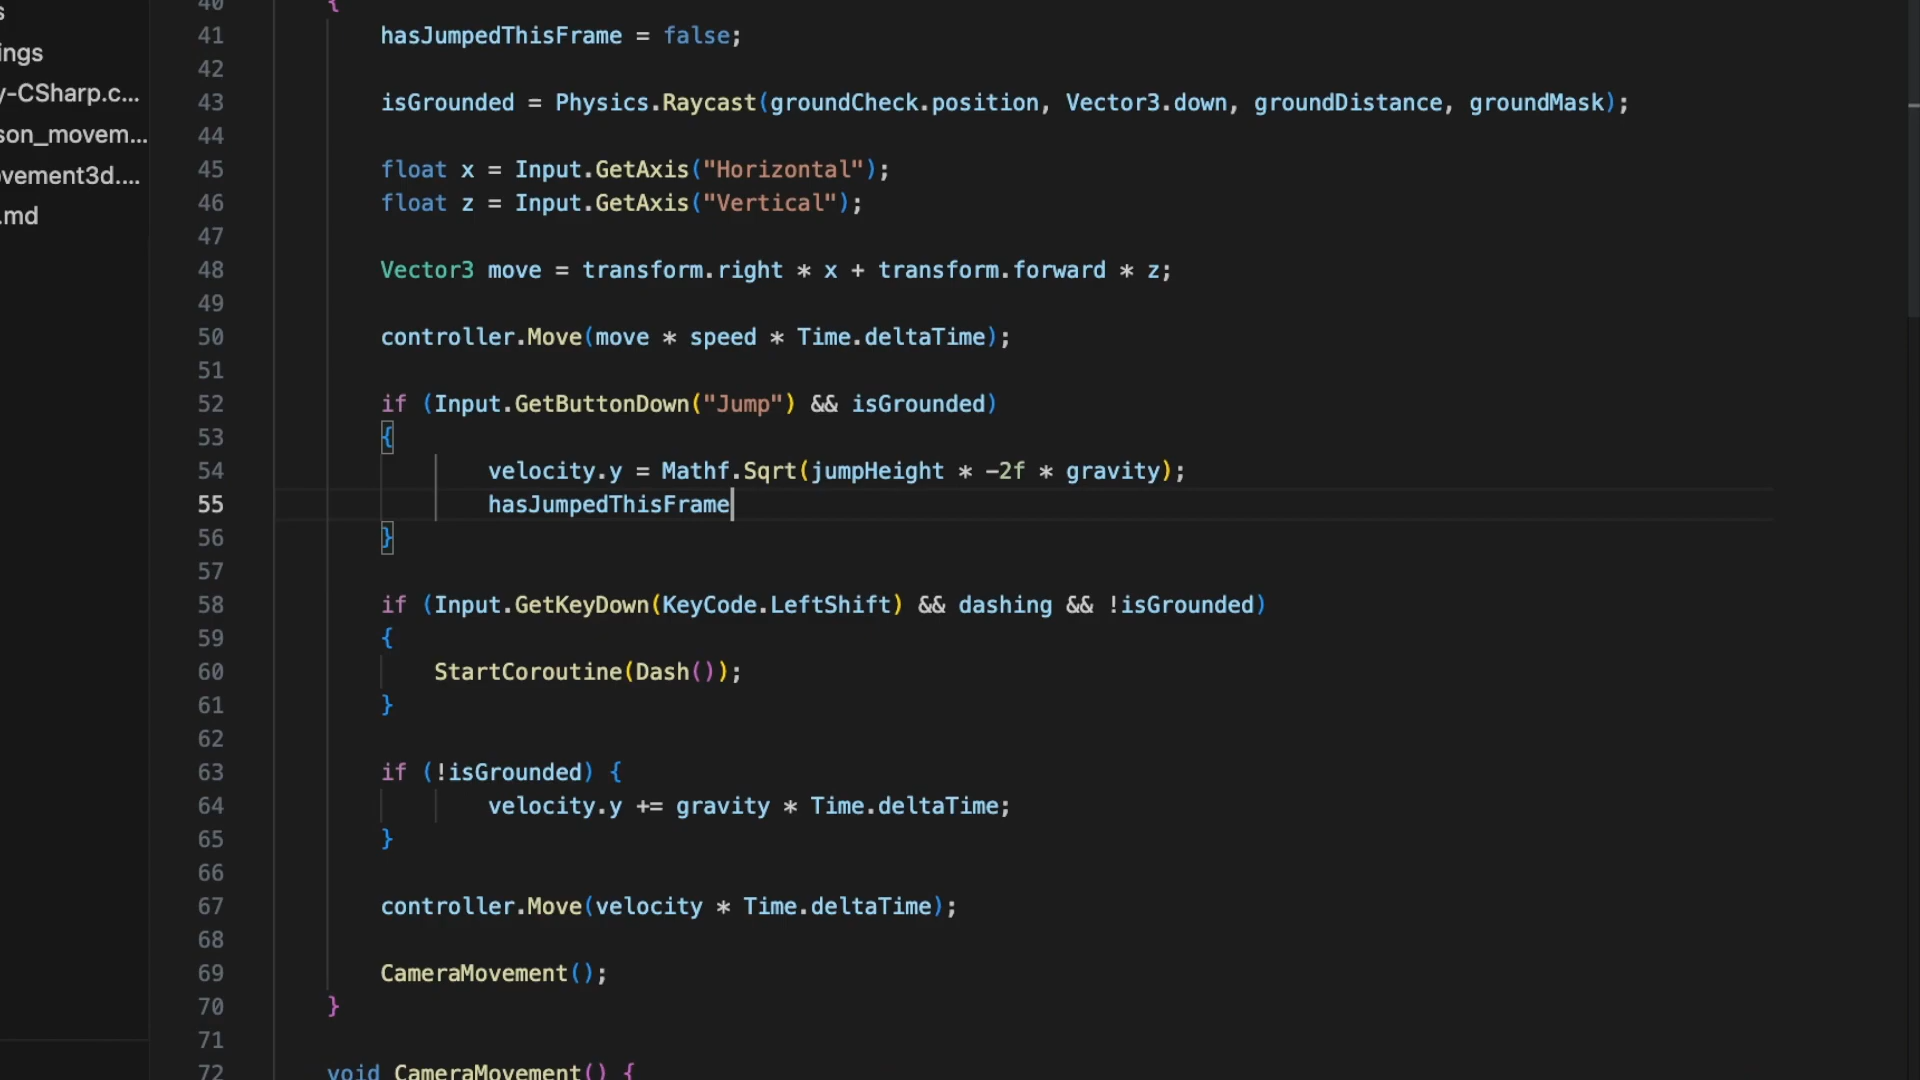 s
ings
y-CSharp.c...
son_movem...
vement3d....
.md
40 {
41 hasJumpedThisFrame = false;
42
43 isGrounded = Physics.Raycast(groundCheck.position, Vector3.down, groundDistance, groundMask);
44
45 float x = Input.GetAxis("Horizontal");
46 float z = Input.GetAxis("Vertical");
47
48 Vector3 move = transform.right * x + transform.forward * z;
49
50 controller.Move(move * speed * Time.deltaTime);
51
52 if (Input.GetButtonDown("Jump") && isGrounded)
53 {
54 velocity.y = Mathf.Sqrt(jumpHeight * -2f * gravity);
55 hasJumpedThisFrame
56 }
57
58 if (Input.GetKeyDown(KeyCode.LeftShift) && dashing && !isGrounded)
59 {
60 StartCoroutine(Dash());
61 }
62
63 if (!isGrounded) {
64 velocity.y += gravity * Time.deltaTime;
65 }
66
67 controller.Move(velocity * Time.deltaTime);
68
69 CameraMovement();
70 }
71
72 void CameraMovement() {